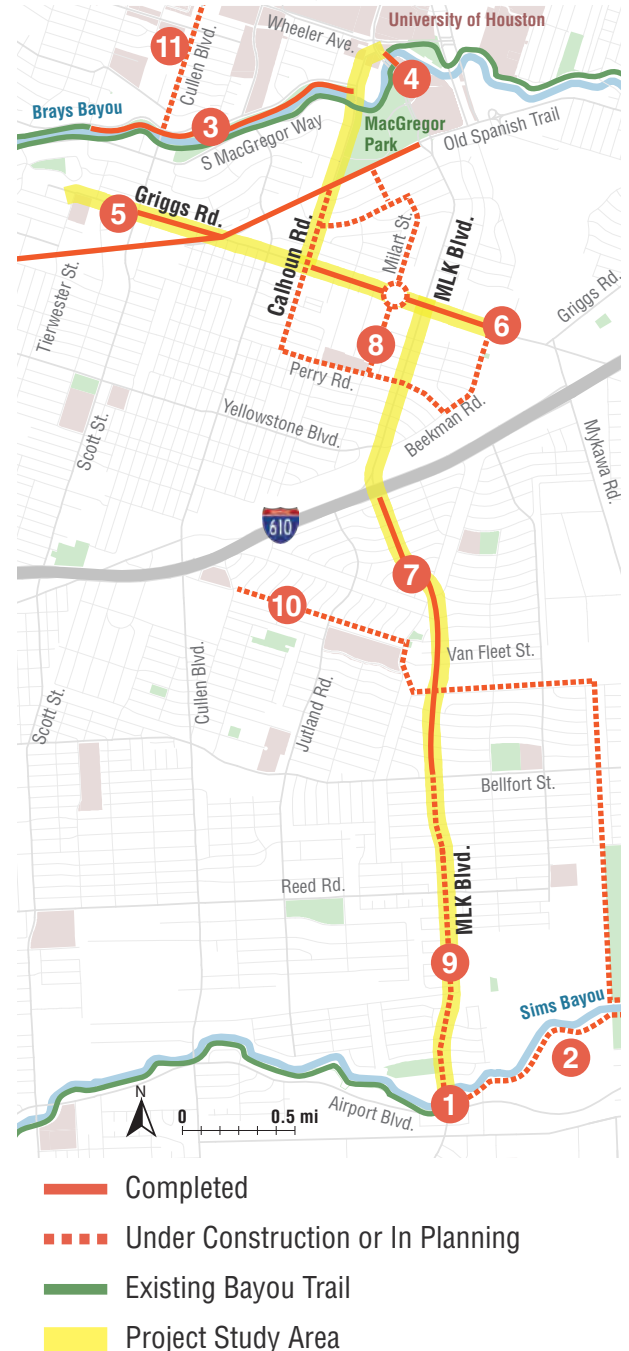 University of Houston
Wheeler Ave.
11
Cullen Blvd.
4
Brays Bayou
3
S MacGregor Way
MacGregor
Park
Old Spanish Trail
Griggs Rd.
5
Calhoun Rd.
Milart St.
MLK Blvd.
Tierwester St.
Griggs Rd.
6
8
Perry Rd.
Scott St.
Yellowstone Blvd.
Beekman Rd.
Mykawa Rd.
610
7
10
Van Fleet St.
Cullen Blvd.
Scott St.
Jutland Rd.
Bellfort St.
Reed Rd.
MLK Blvd.
9
Sims Bayou
2
N
0 0.5 mi
Airport Blvd.
1
Completed
Under Construction or In Planning
Existing Bayou Trail
Project Study Area